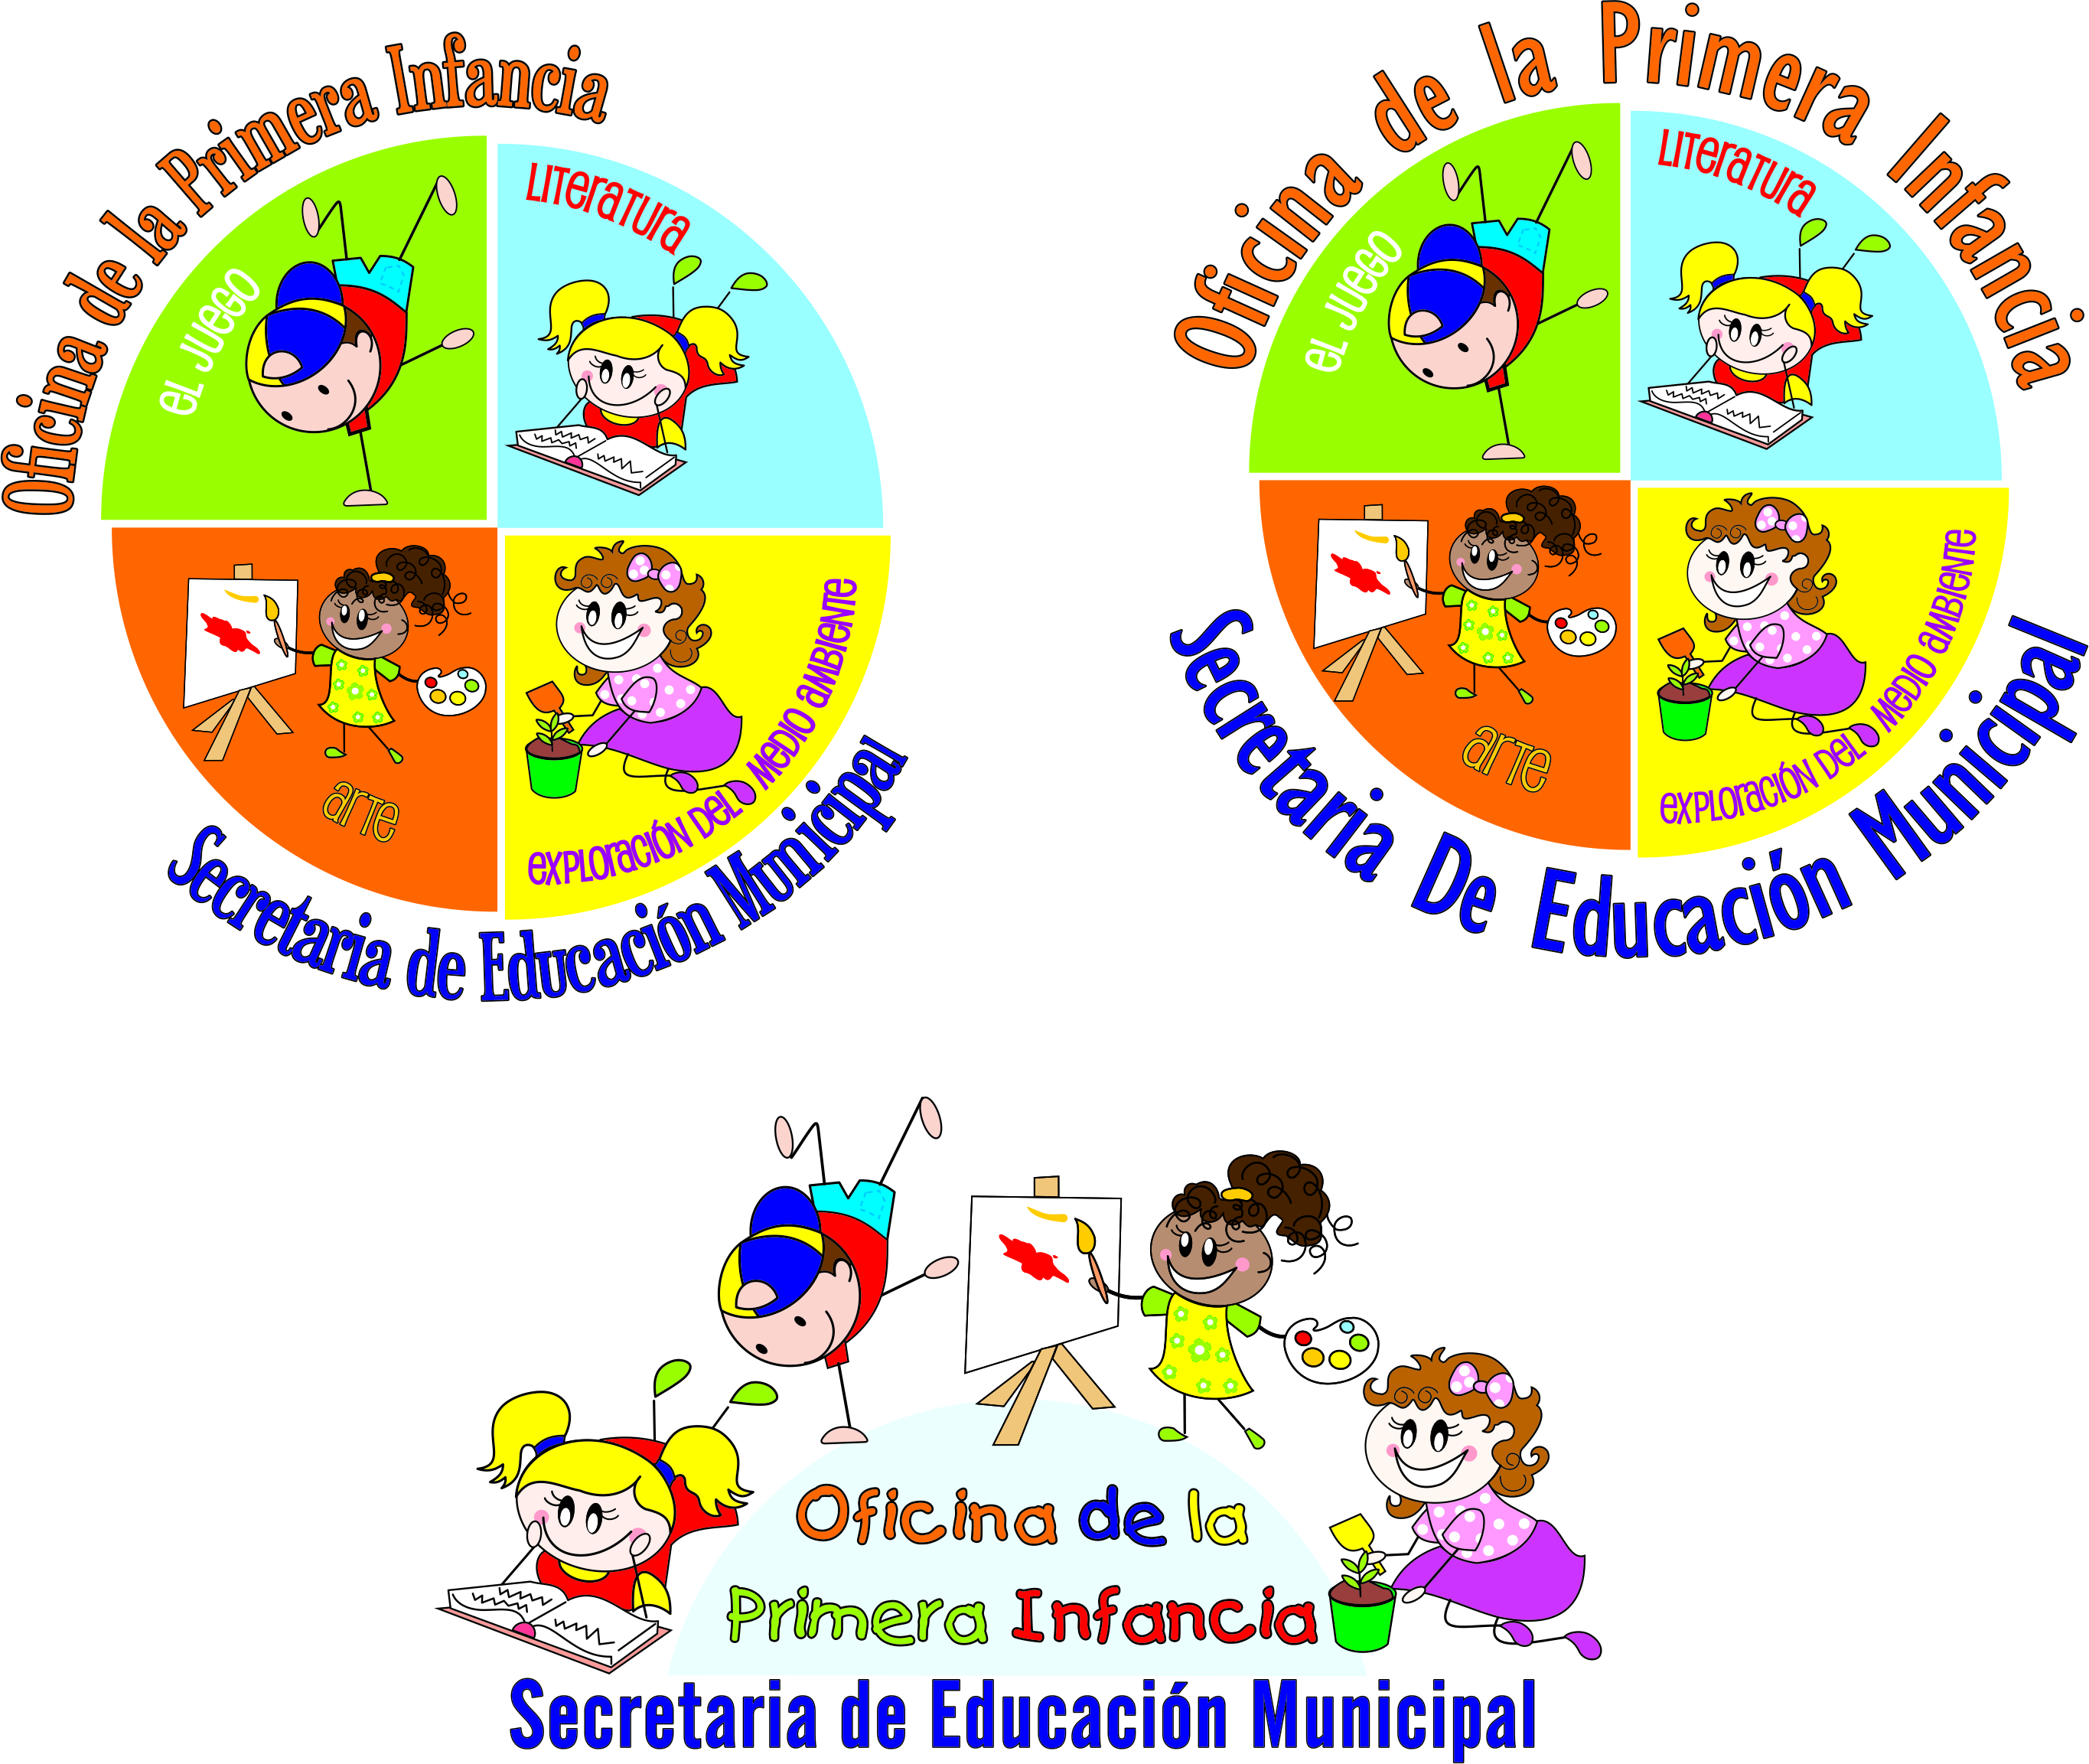 Oficina de la Primera Infancia
EL JUEGO
LITERATURA
ARTE
EXPLORACIÓN DEL MEDIO AMBIENTE
Secretaria de Educación Municipal
Oficina de la Primera Infancia
EL JUEGO
LITERATURA
ARTE
EXPLORACIÓN DEL MEDIO AMBIENTE
Secretaria De Educación Municipal
Oficina de la
Primera Infancia
Secretaria de Educación Municipal